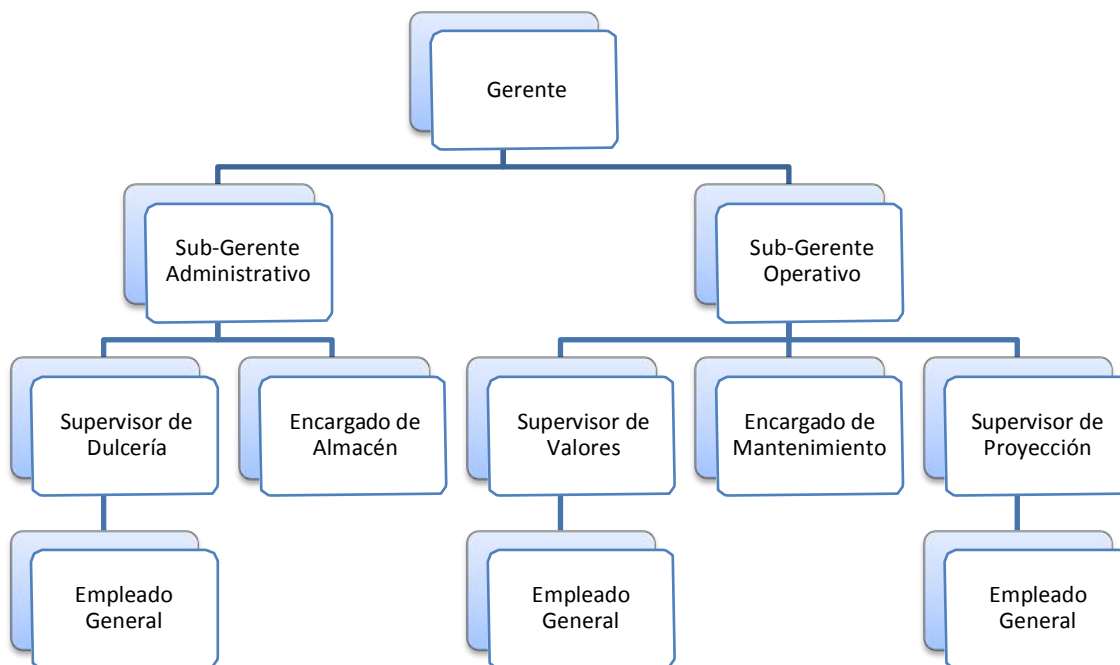 Gerente
Sub-Gerente
Administrativo
Sub-Gerente
Operativo
Supervisor de
Dulcería
Encargado de
Almacén
Supervisor de
Valores
Encargado de
Mantenimiento
Supervisor de
Proyección
Empleado
General
Empleado
General
Empleado
General